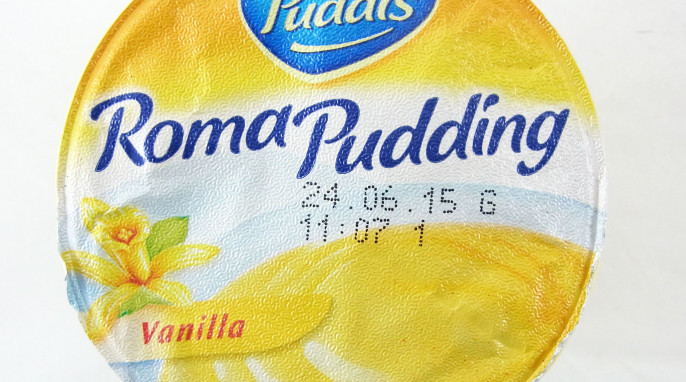 Puddis
Roma Pudding
24.06.15 G
11:07 1
Vanilla